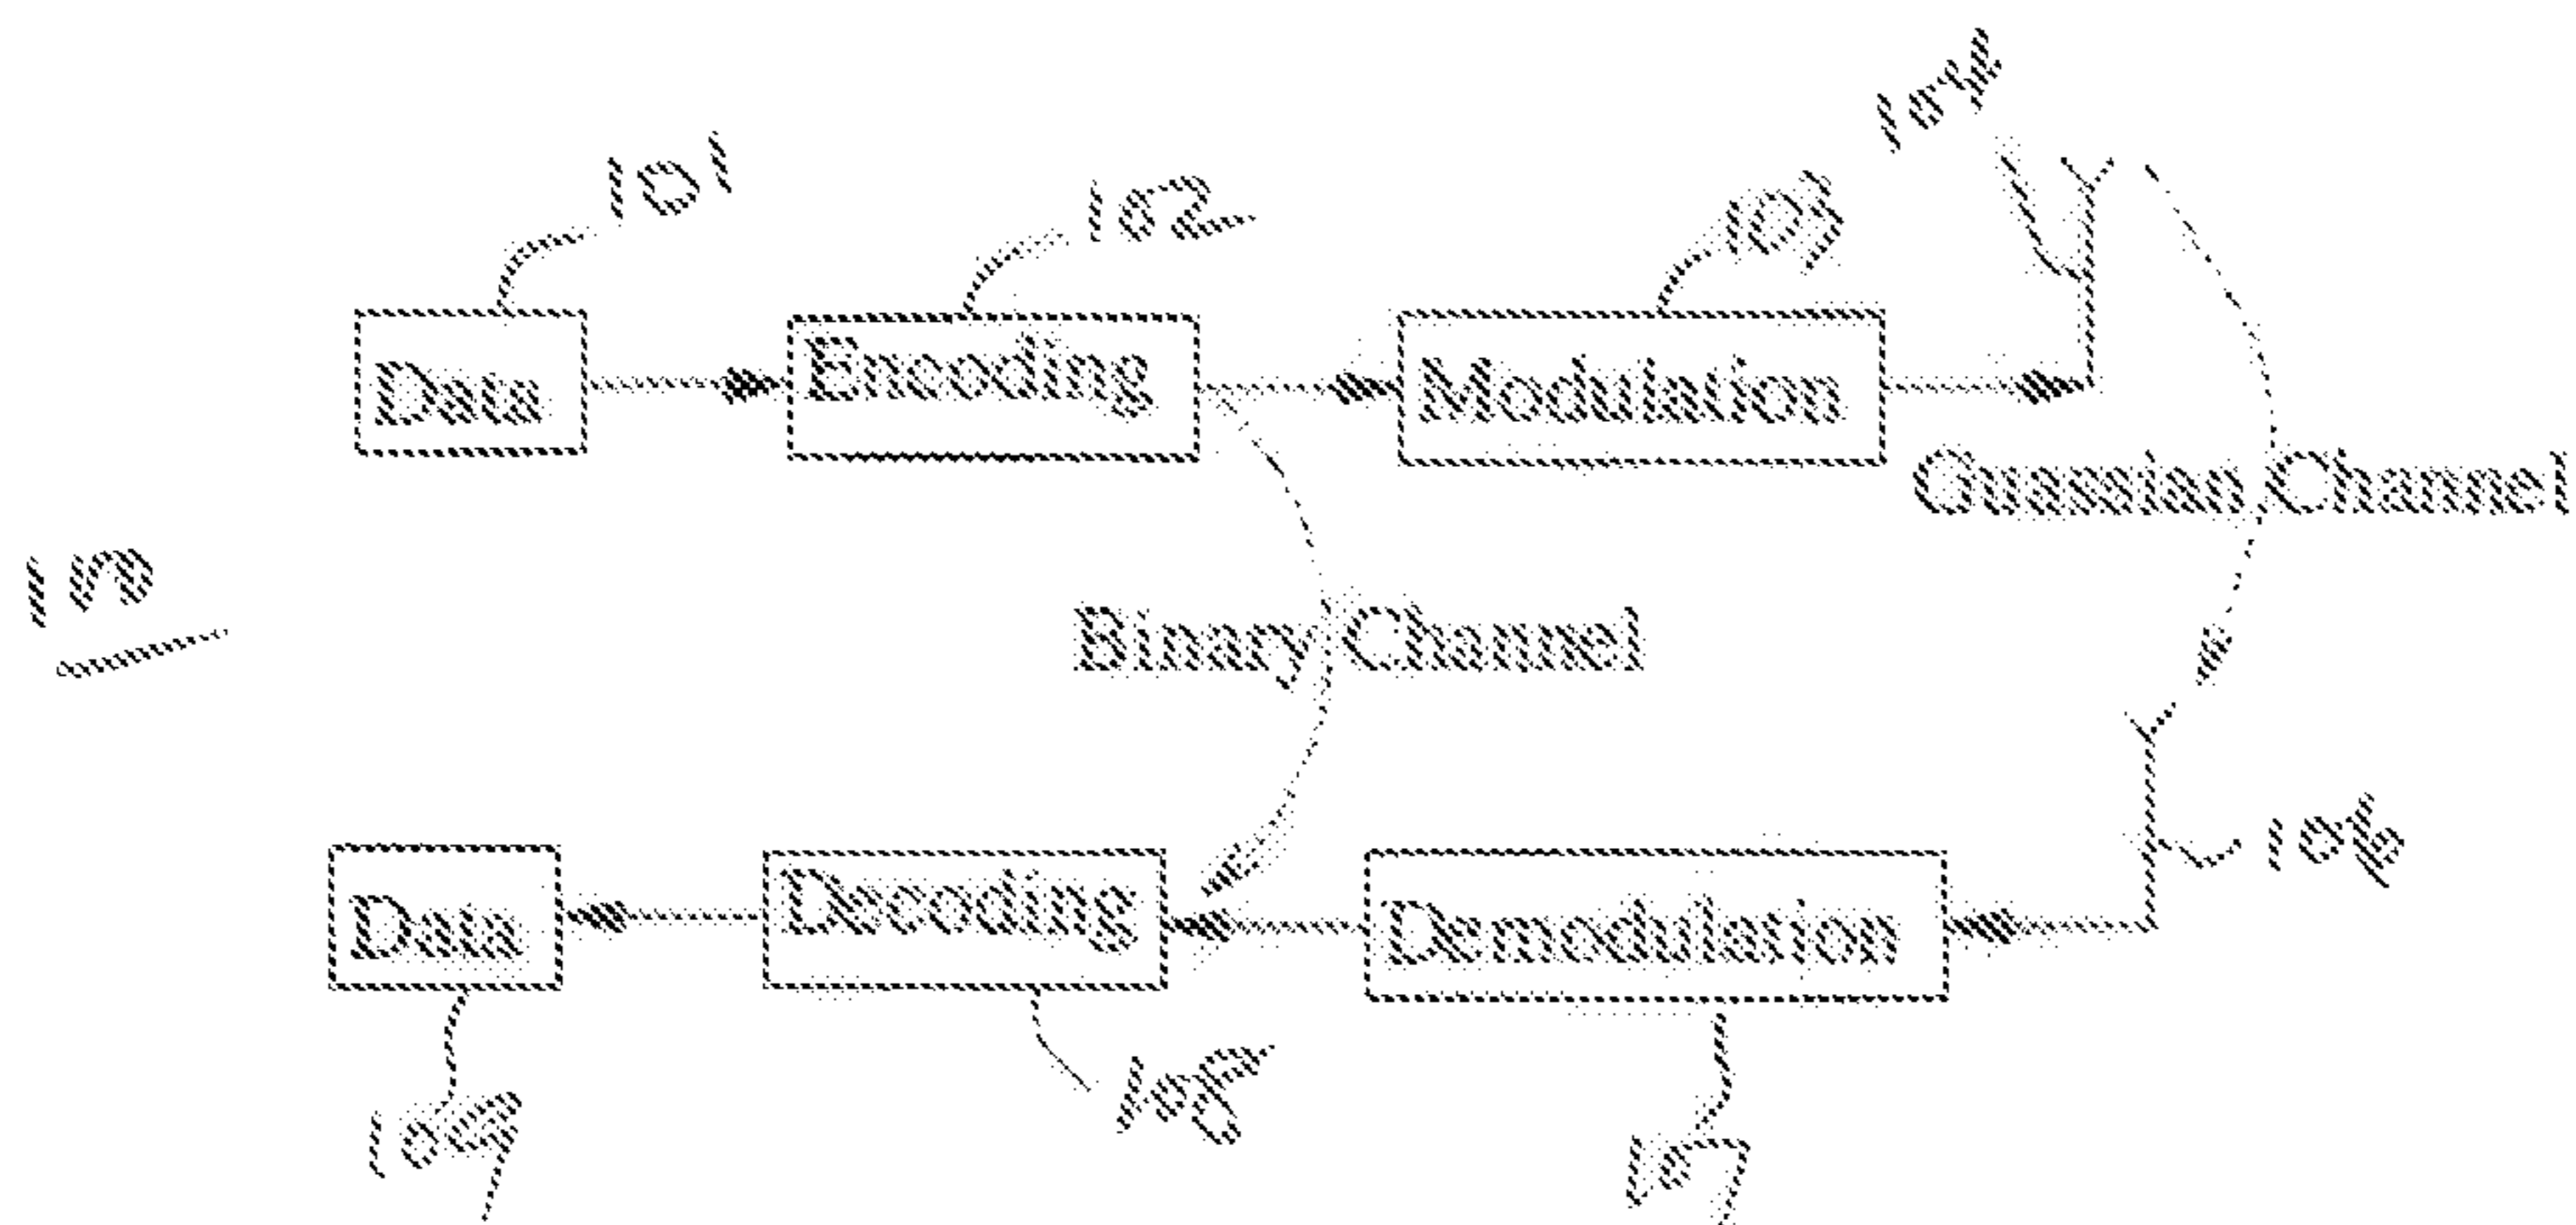 104
101
102
103
Data
Encoding
Modulation
Guassian Channel
100
Binary Channel
106
Data
Decoding
Demodulation
109
108
107